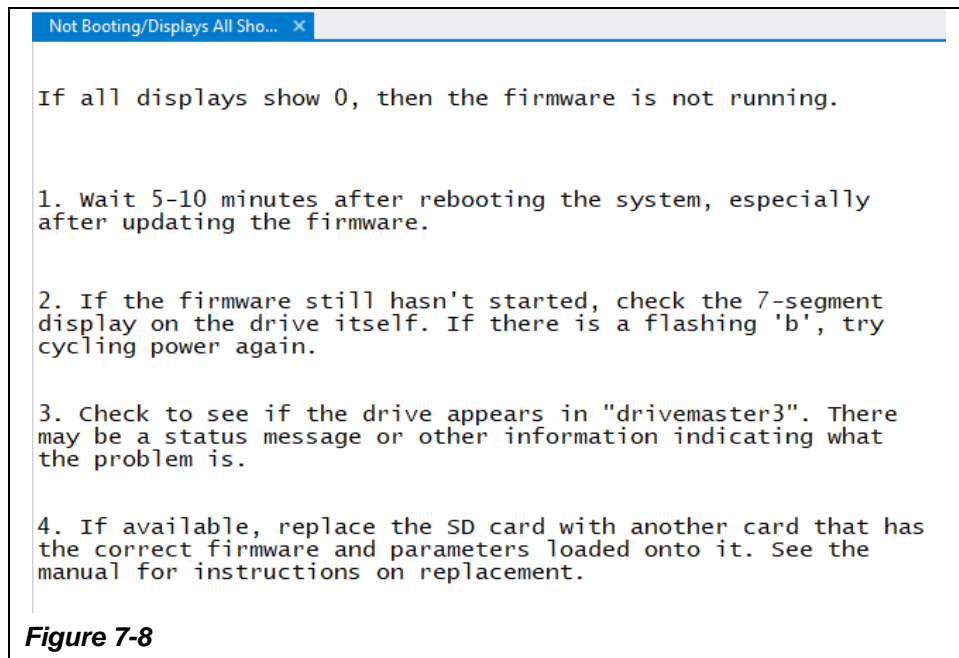 Not Booting/Displays All Sho... ×
If all displays show 0, then the firmware is not running.
1. Wait 5-10 minutes after rebooting the system, especially
after updating the firmware.
2. If the firmware still hasn't started, check the 7-segment
display on the drive itself. If there is a flashing 'b', try
cycling power again.
3. Check to see if the drive appears in "drivemaster3". There
may be a status message or other information indicating what
the problem is.
4. If available, replace the SD card with another card that has
the correct firmware and parameters loaded onto it. See the
manual for instructions on replacement.
Figure 7-8